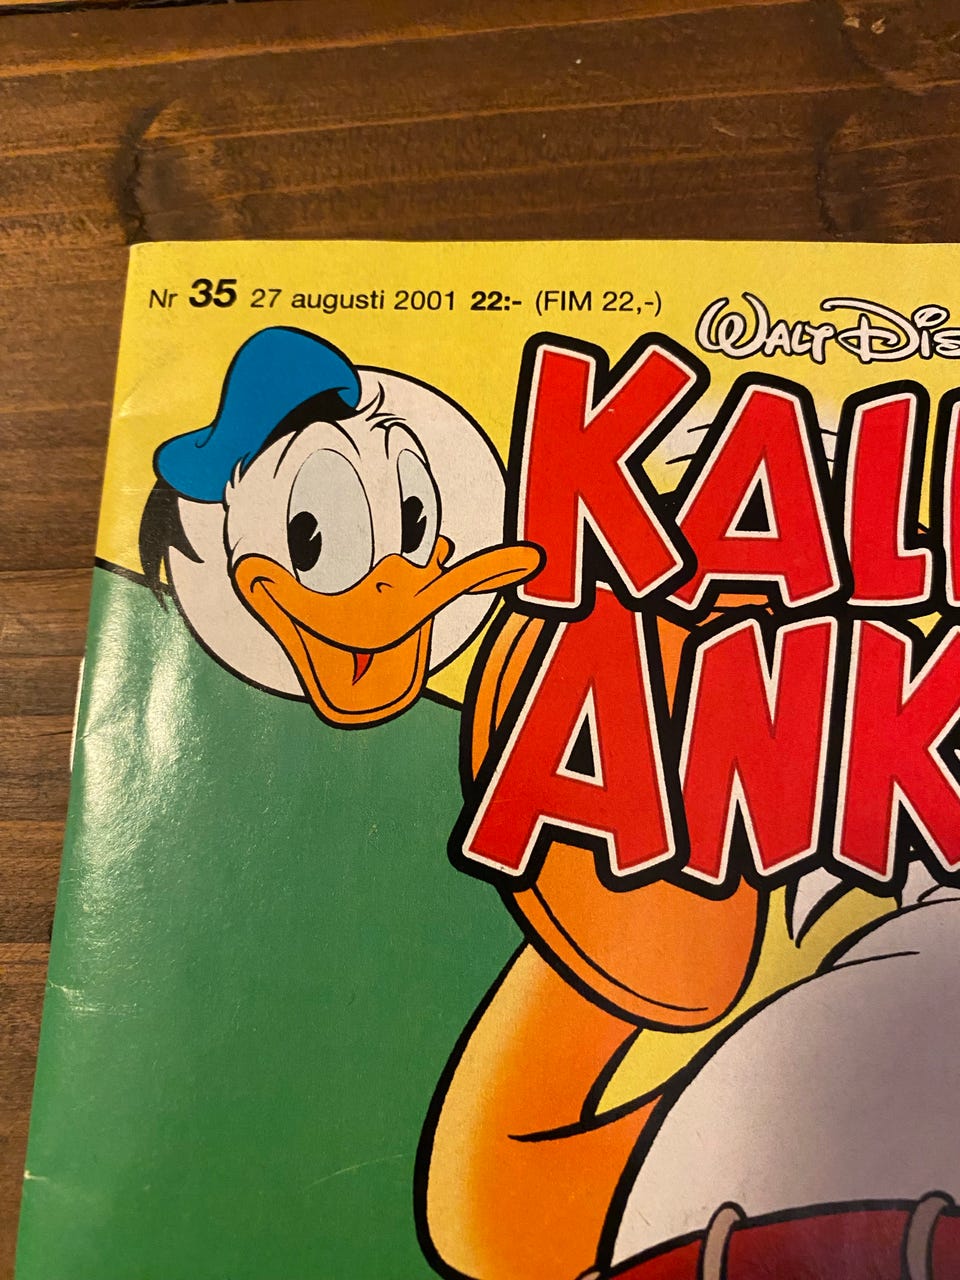 Nr 35 27 augusti 2001 22:- (FIM 22,-)
WALT DIS
KAL
ANK